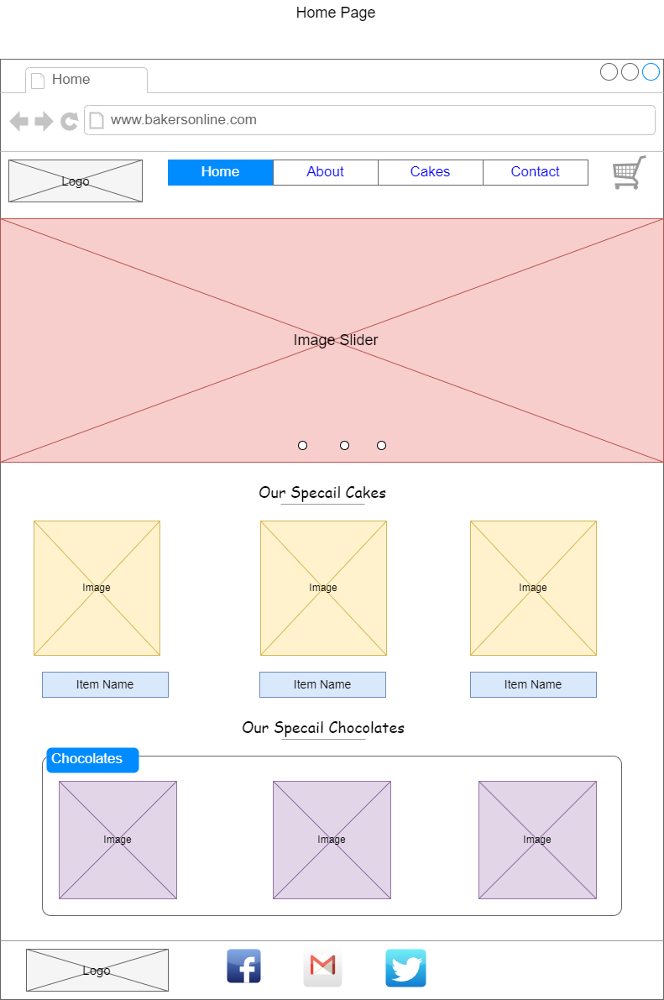 Home Page
Home
www.bakersonline.com
Logo
Home About Cakes Contact
Image Slider
Our Specail Cakes
Image Image Image
Item Name Item Name Item Name
Our Specail Chocolates
Chocolates
Image Image Image
Logo